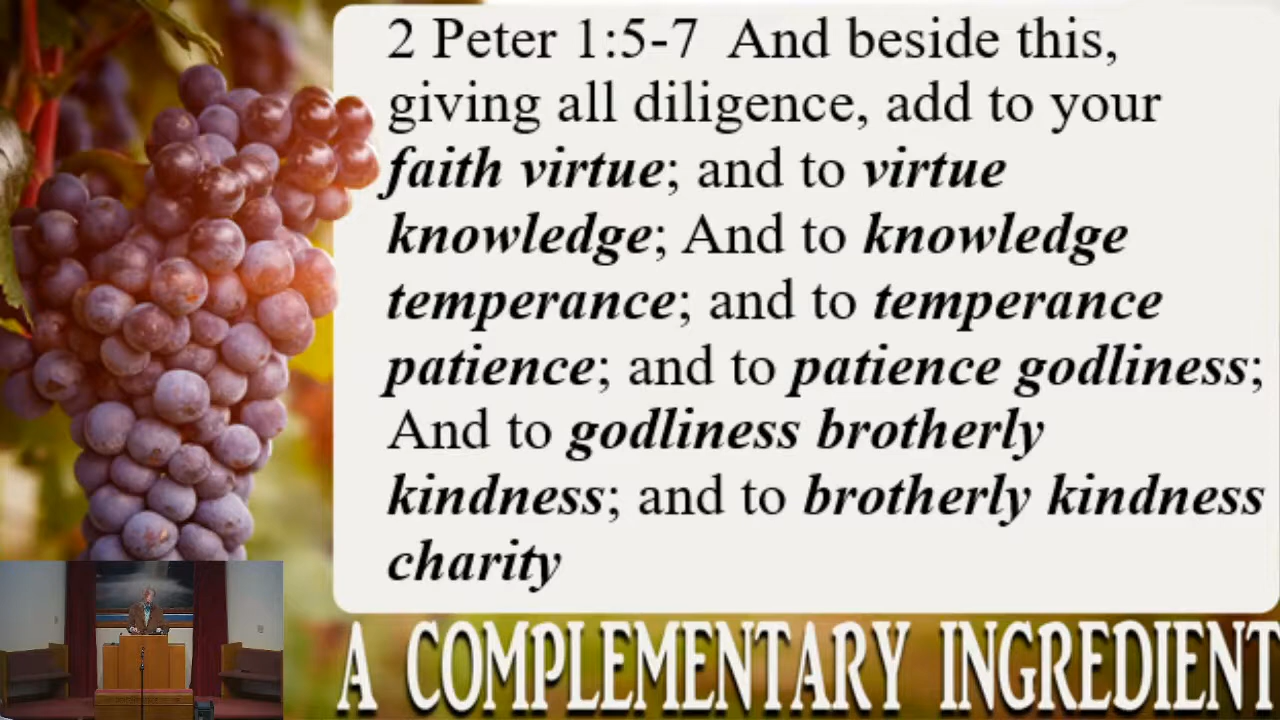 2 Peter 1:5-7 And beside this,
giving all diligence, add to your
faith virtue; and to virtue
knowledge; And to knowledge
temperance; and to temperance
patience; and to patience godliness;
And to godliness brotherly
kindness; and to brotherly kindness
charity
A COMPLEMENTARY INGREDIENT